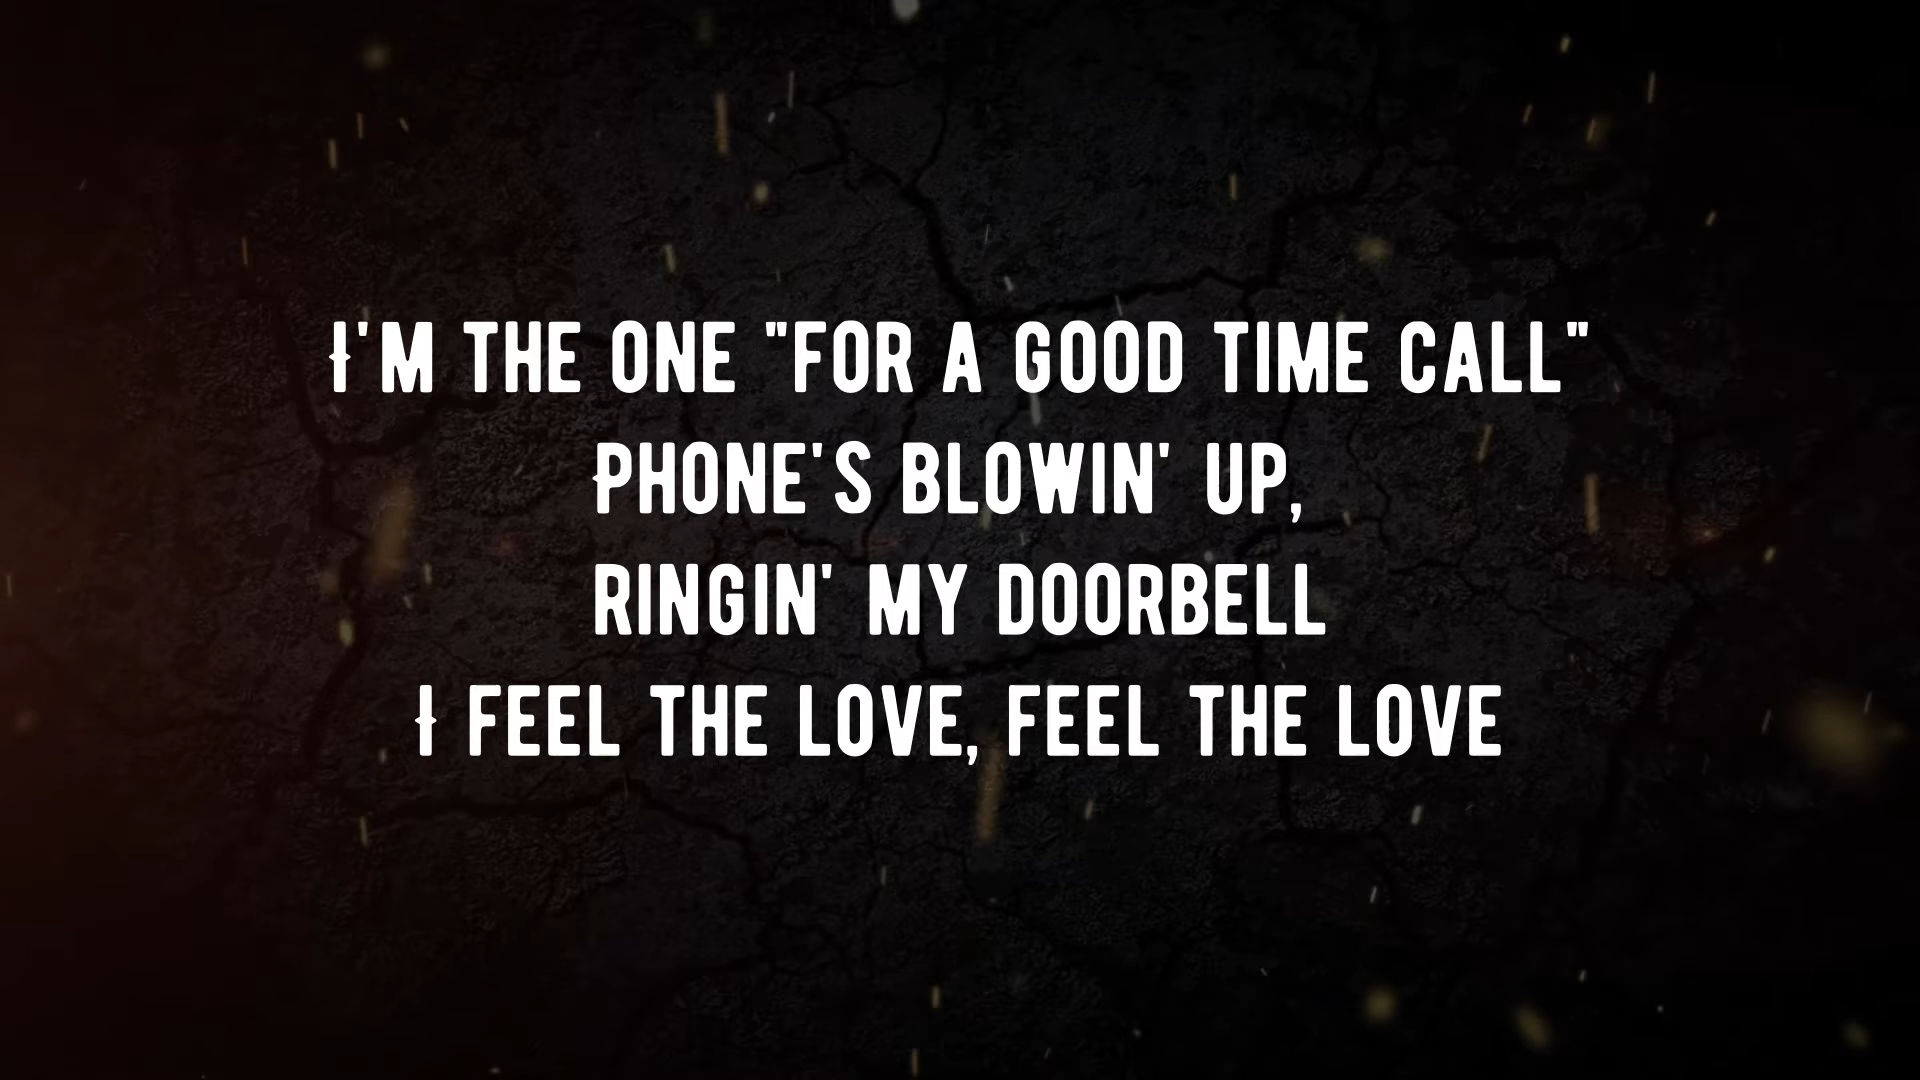 I'M THE ONE "FOR A GOOD TIME CALL"
PHONE'S BLOWIN' UP,
RINGIN' MY DOORBELL
I FEEL THE LOVE, FEEL THE LOVE